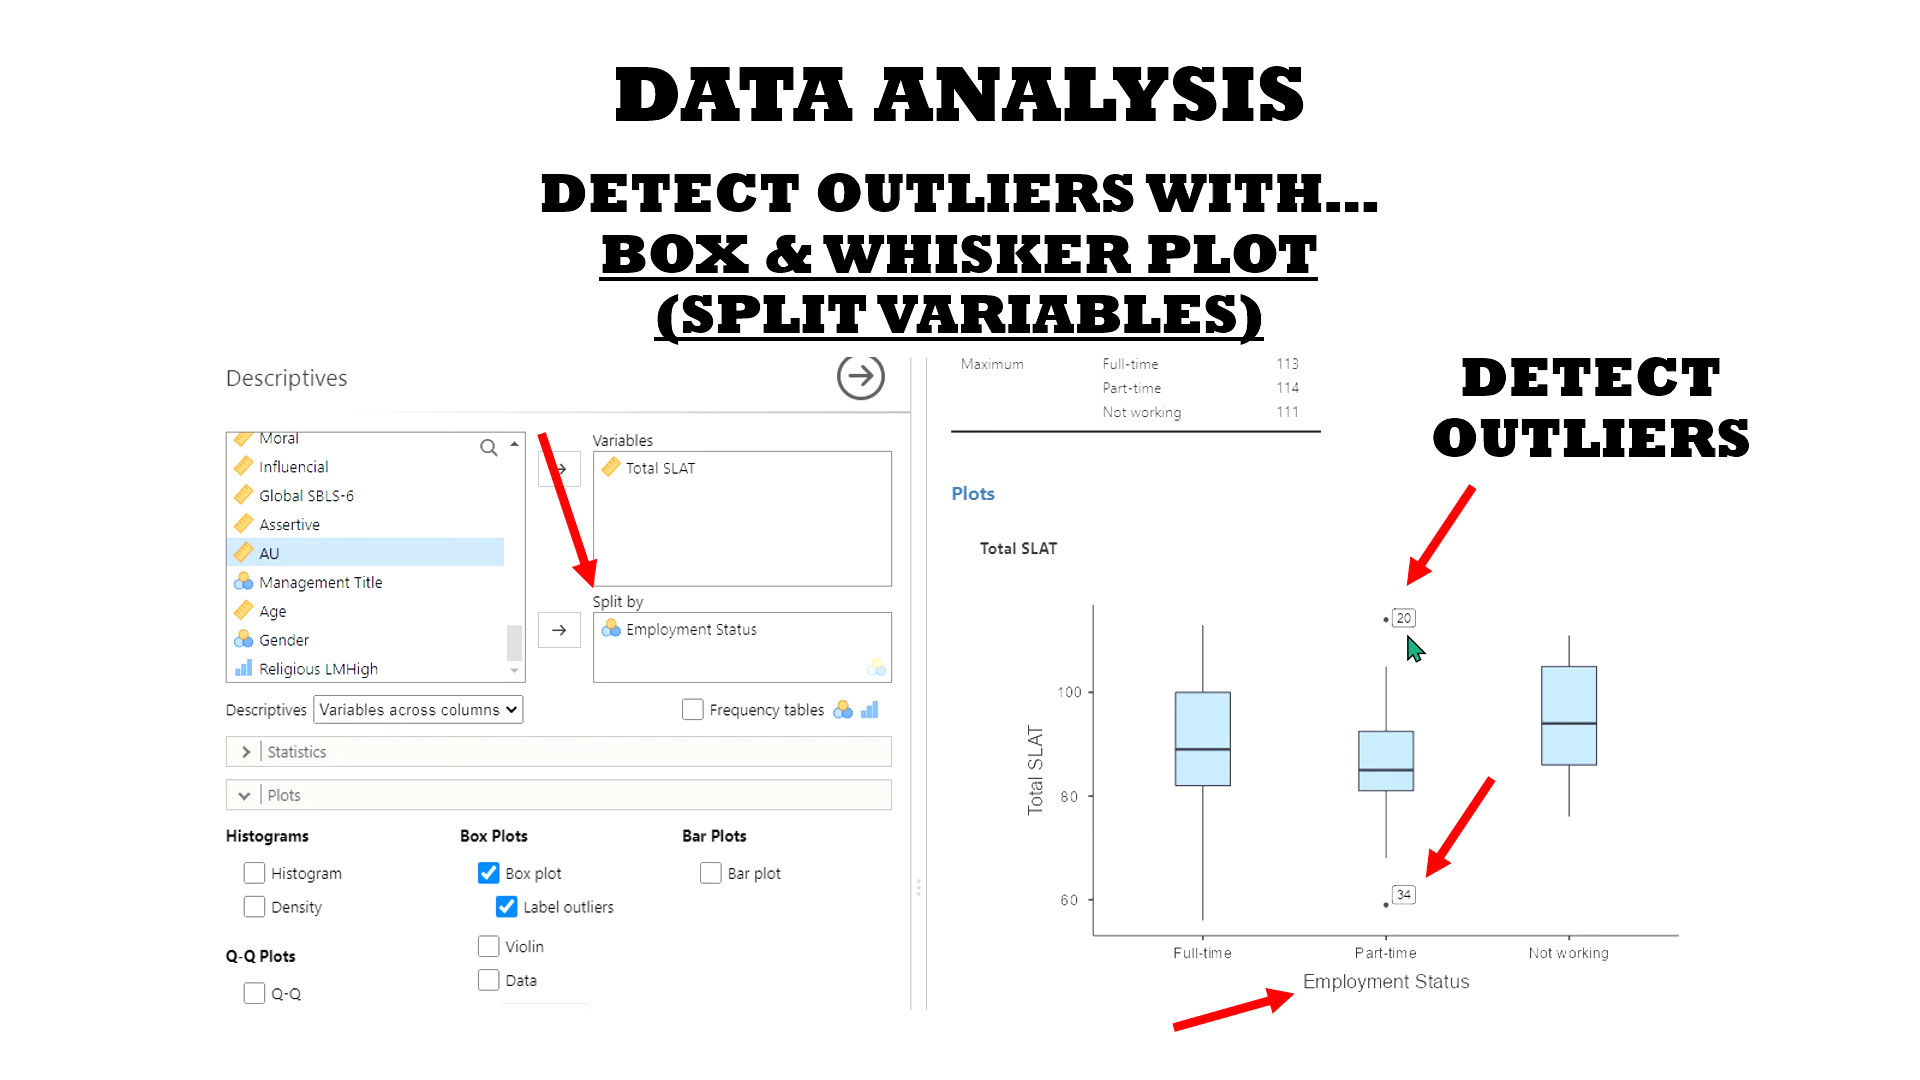 DATA ANALYSIS
DETECT OUTLIERS WITH...
BOX & WHISKER PLOT
(SPLIT VARIABLES)
Descriptives
Moral
Influencial
Global SBLS-6
Assertive
AU
Management Title
Age
Gender
Religious LMHigh
Variables
Total SLAT
Split by
Employment Status
Descriptives Variables across columns
Frequency tables
Statistics
Plots
Histograms
Histogram
Density
Q-Q Plots
Q-Q
Box Plots
Box plot
Label outliers
Violin
Data
Bar Plots
Bar plot
Maximum Full-time 113
Part-time 114
Not working 111
Plots
Total SLAT
DETECT
OUTLIERS
20
100
80
60
34
Total SLAT
Full-time Part-time Not working
Employment Status